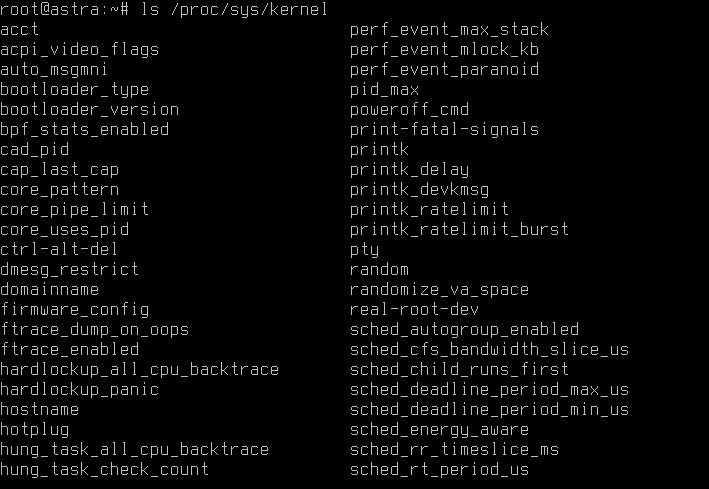 root@astra:~# ls /proc/sys/kernel
acct perf_event_max_stack
acpi_video_flags perf_event_mlock_kb
auto_msgmni perf_event_paranoid
bootloader_type pid_max
bootloader_version poweroff_cmd
bpf_stats_enabled print-fatal-signals
cad_pid printk
cap_last_cap printk_delay
core_pattern printk_devkmsg
core_pipe_limit printk_ratelimit
core_uses_pid printk_ratelimit_burst
ctrl-alt-del pty
dmesg_restrict random
domainname randomize_va_space
firmware_config real-root-dev
ftrace_dump_on_oops sched_autogroup_enabled
ftrace_enabled sched_cfs_bandwidth_slice_us
hardlockup_all_cpu_backtrace sched_child_runs_first
hardlockup_panic sched_deadline_period_max_us
hostname sched_deadline_period_min_us
hotplug sched_energy_aware
hung_task_all_cpu_backtrace sched_rr_timeslice_ms
hung_task_check_count sched_rt_period_us